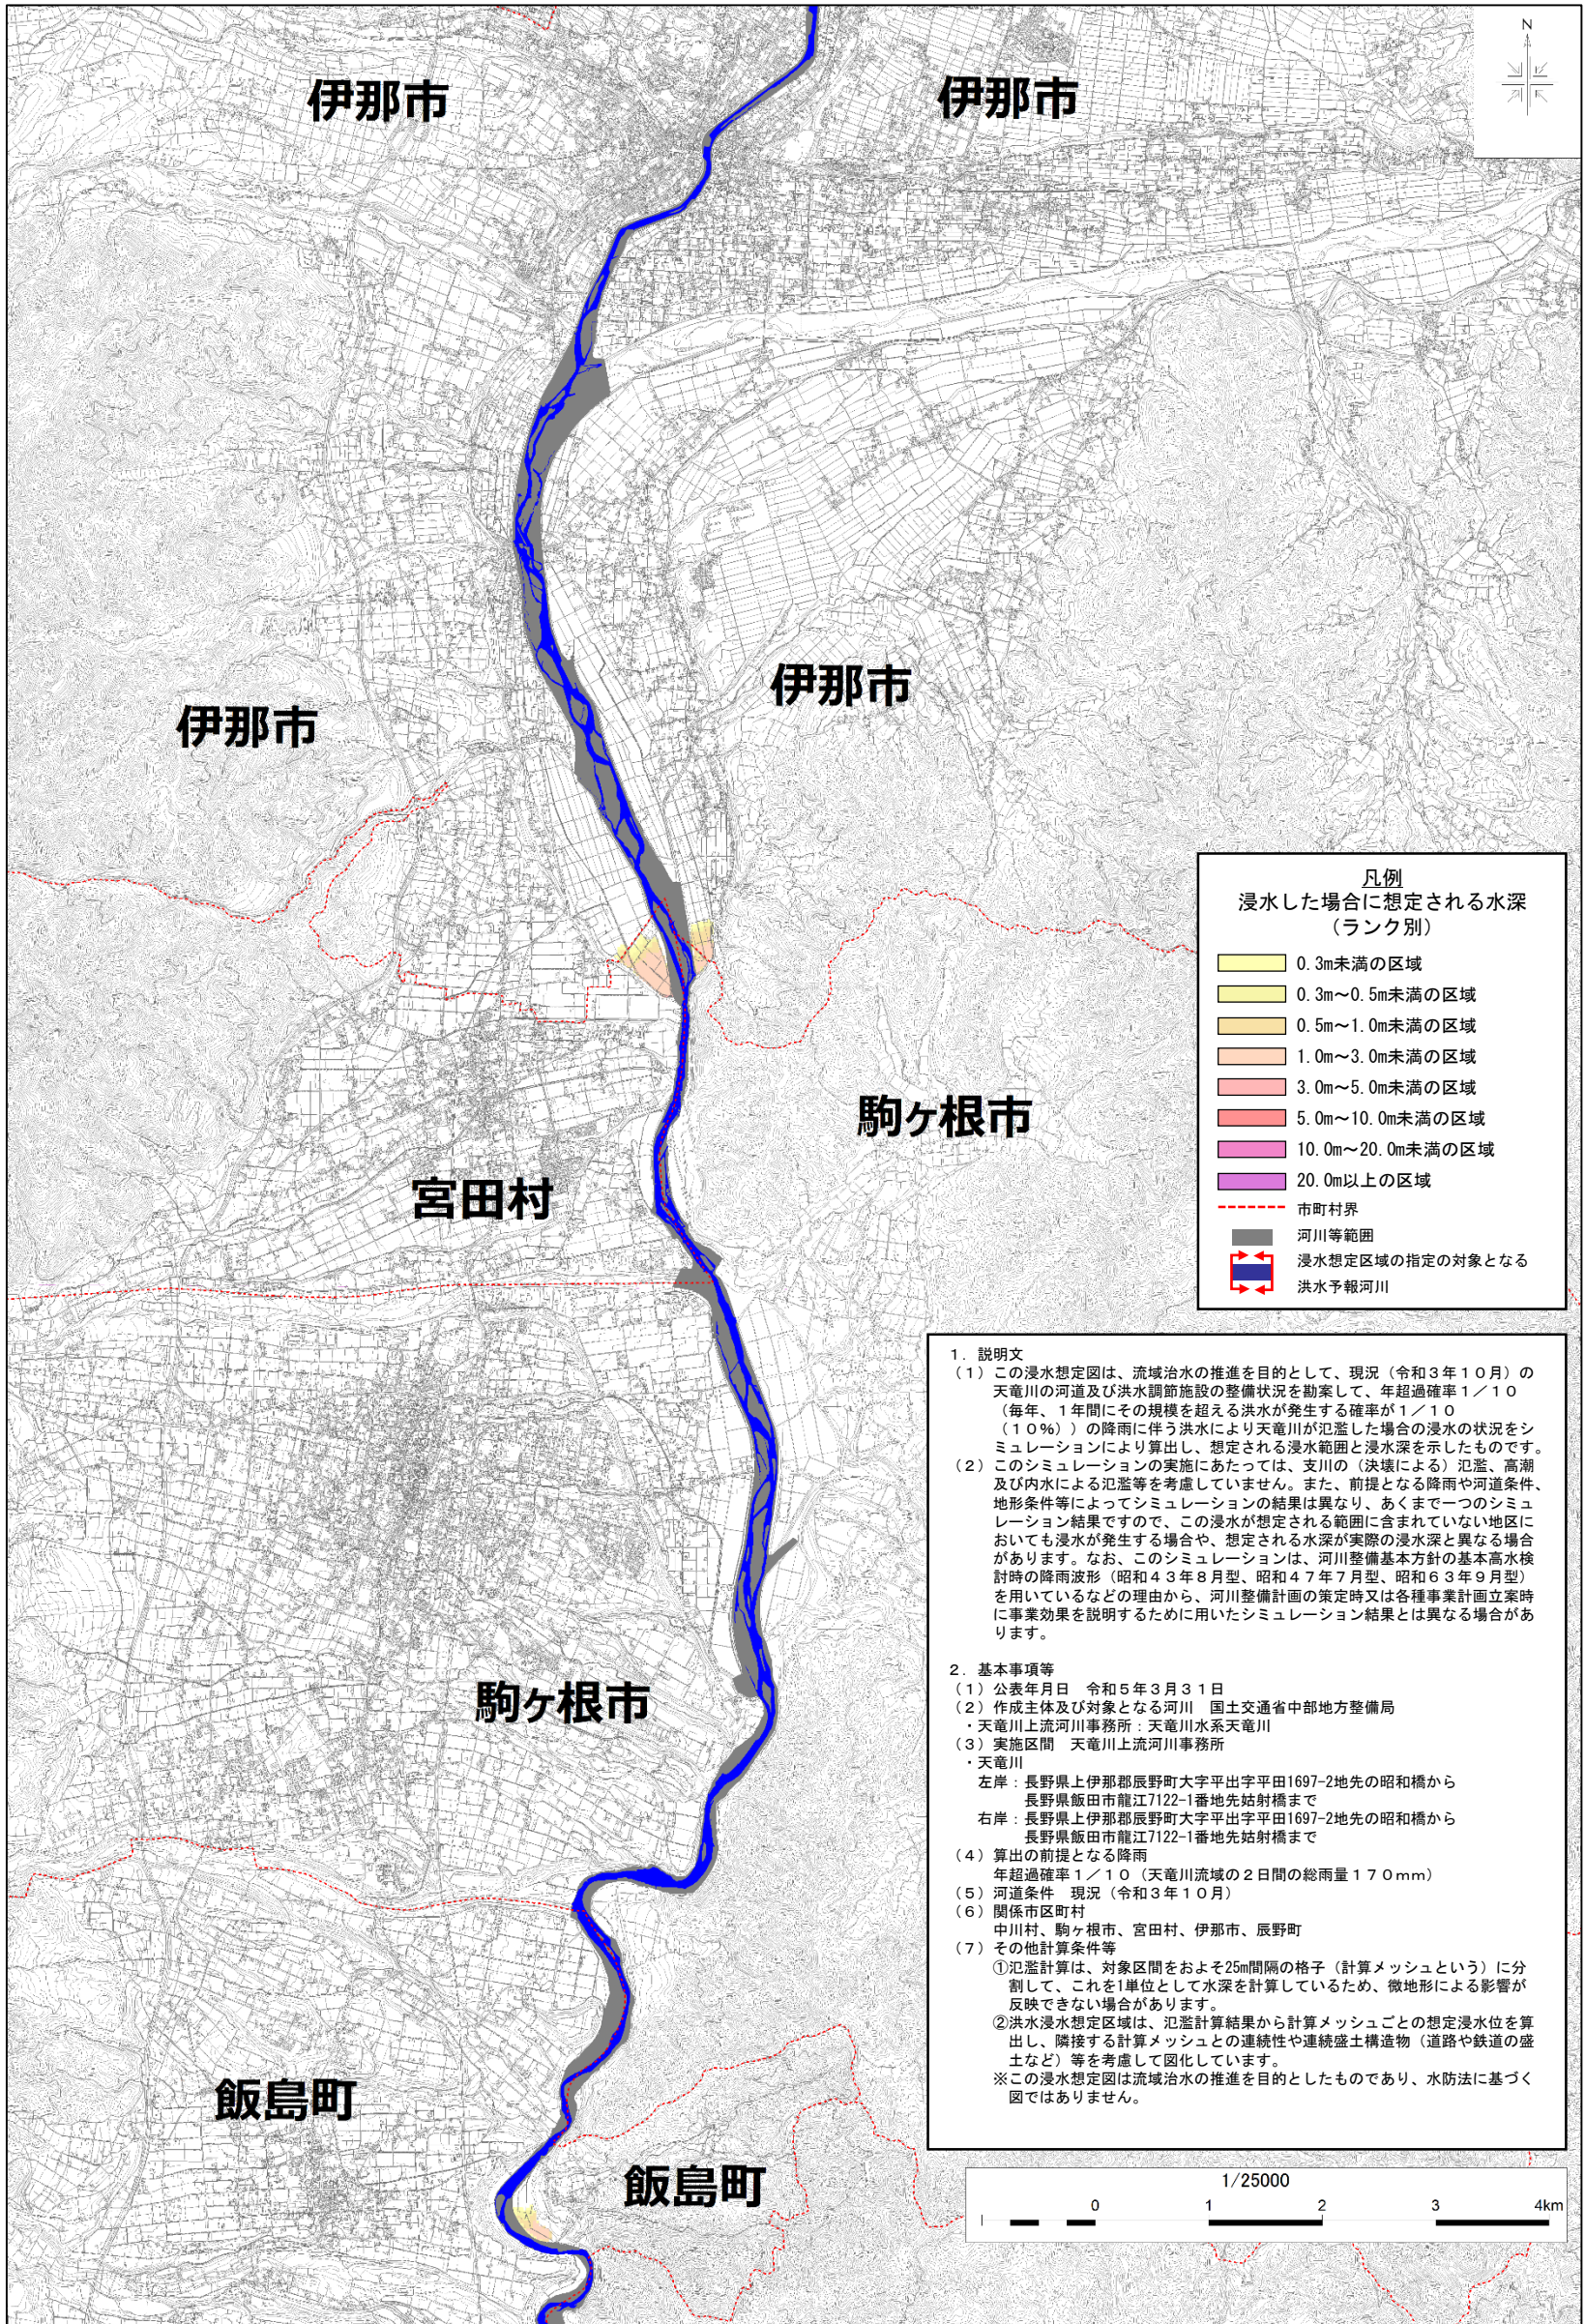 N
伊那市
伊那市
伊那市
伊那市
駒ヶ根市
宮田村
駒ヶ根市
飯島町
飯島町
凡例
浸水した場合に想定される水深
（ランク別）
0.3m未満の区域
0.3m～0.5m未満の区域
0.5m～1.0m未満の区域
1.0m～3.0m未満の区域
3.0m～5.0m未満の区域
5.0m～10.0m未満の区域
10.0m～20.0m未満の区域
20.0m以上の区域
市町村界
河川等範囲
浸水想定区域の指定の対象となる
洪水予報河川
１．説明文
（１）この浸水想定図は、流域治水の推進を目的として、現況（令和３年１０月）の
天竜川の河道及び洪水調節施設の整備状況を勘案して、年超過確率１／１０
（毎年、１年間にその規模を超える洪水が発生する確率が１／１０
（１０％））の降雨に伴う洪水により天竜川が氾濫した場合の浸水の状況をシ
ミュレーションにより算出し、想定される浸水範囲と浸水深を示したものです。
（２）このシミュレーションの実施にあたっては、支川の（決壊による）氾濫、高潮
及び内水による氾濫等を考慮していません。また、前提となる降雨や河道条件、
地形条件等によってシミュレーションの結果は異なり、あくまで一つのシミュ
レーション結果ですので、この浸水が想定される範囲に含まれていない地区に
おいても浸水が発生する場合や、想定される水深が実際の浸水深と異なる場合
があります。なお、このシミュレーションは、河川整備基本方針の基本高水検
討時の降雨波形（昭和４３年８月型、昭和４７年７月型、昭和６３年９月型）
を用いているなどの理由から、河川整備計画の策定時又は各種事業計画立案時
に事業効果を説明するために用いたシミュレーション結果とは異なる場合があ
ります。
２．基本事項等
（１）公表年月日　令和５年３月３１日
（２）作成主体及び対象となる河川　国土交通省中部地方整備局
・天竜川上流河川事務所：天竜川水系天竜川
（３）実施区間　天竜川上流河川事務所
・天竜川
左岸：長野県上伊那郡辰野町大字平出字平田1697-2地先の昭和橋から
長野県飯田市龍江7122-1番地先姑射橋まで
右岸：長野県上伊那郡辰野町大字平出字平田1697-2地先の昭和橋から
長野県飯田市龍江7122-1番地先姑射橋まで
（４）算出の前提となる降雨
年超過確率１／１０（天竜川流域の２日間の総雨量１７０ｍｍ）
（５）河道条件　現況（令和３年１０月）
（６）関係市区町村
中川村、駒ヶ根市、宮田村、伊那市、辰野町
（７）その他計算条件等
①氾濫計算は、対象区間をおよそ25m間隔の格子（計算メッシュという）に分
割して、これを1単位として水深を計算しているため、微地形による影響が
反映できない場合があります。
②洪水浸水想定区域は、氾濫計算結果から計算メッシュごとの想定浸水位を算
出し、隣接する計算メッシュとの連続性や連続盛土構造物（道路や鉄道の盛
土など）等を考慮して図化しています。
※この浸水想定図は流域治水の推進を目的としたものであり、水防法に基づく
図ではありません。
1/25000
0 1 2 3 4km